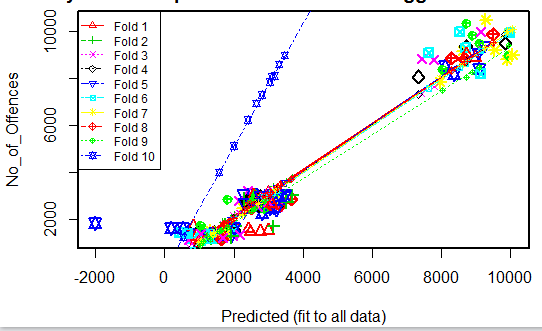 Fold 1
Fold 2
Fold 3
Fold 4
Fold 5
Fold 6
Fold 7
Fold 8
Fold 9
Fold 10
No_of_Offences
2000
6000
10000
-2000
0
2000
4000
6000
8000
10000
Predicted (fit to all data)